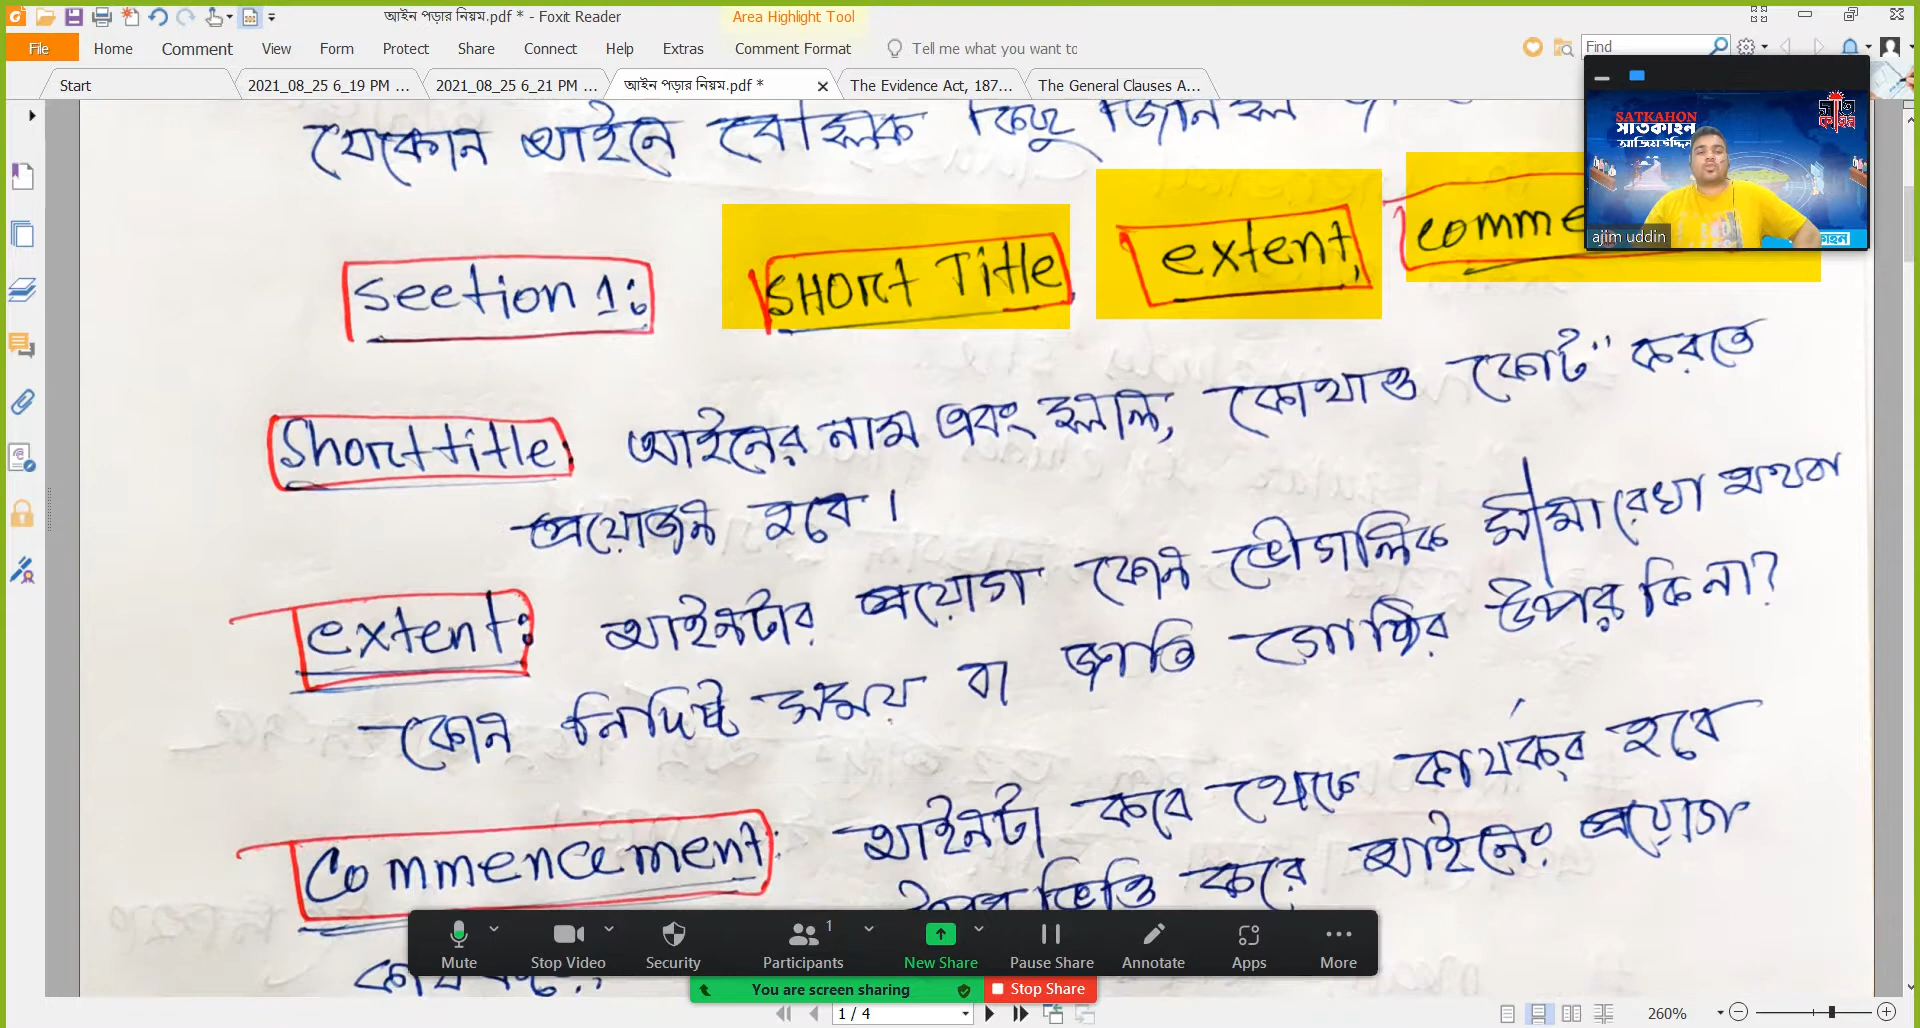 আইন পড়ার নিয়ম.pdf * - Foxit Reader
Area Highlight Tool
File Home Comment View Form Protect Share Connect Help Extras Comment Format Tell me what you want to Find
Start 2021_08_25 6_19 PM ... 2021_08_25 6_21 PM ... আইন পড়ার নিয়ম.pdf * The Evidence Act, 187... The General Clauses A...
SATKAHON
সাতকাহন
আজিম উদ্দিন
ajim uddin
যেকোন আইনে বেসিক কিছু
Section 1: SHORT Title, extent, comme
Short title: আইনের নাম এবং সাল, কোথাও কোট" করতে
প্রয়োজন হবে।
extent: আইনটার প্রয়োগ কোন ভৌগলিক সীমারেখা অথবা
কোন নির্দিষ্ট সময় বা জাতি গোষ্ঠির উপর কি না?
Commencement: আইনটা কবে থেকে কার্যকর হবে
ভিত্তি করে আইনের প্রয়োগ
Mute Stop Video Security Participants 1 New Share Pause Share Annotate Apps More
You are screen sharing Stop Share
1 / 4 260%